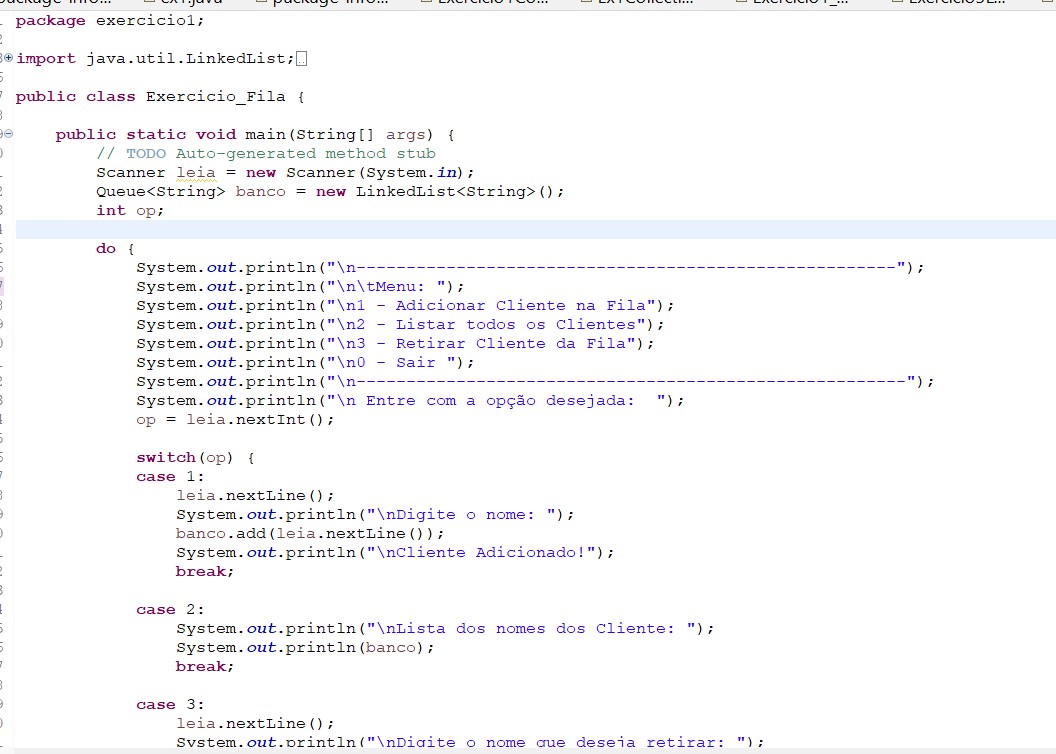 package exercicio1;
import java.util.LinkedList;
public class Exercicio_Fila {
public static void main(String[] args) {
// TODO Auto-generated method stub
Scanner leia = new Scanner(System.in);
Queue<String> banco = new LinkedList<String>();
int op;
do {
System.out.println("\n------------------------------------------------------");
System.out.println("\n\tMenu: ");
System.out.println("\n1 - Adicionar Cliente na Fila");
System.out.println("\n2 - Listar todos os Clientes");
System.out.println("\n3 - Retirar Cliente da Fila");
System.out.println("\n0 - Sair ");
System.out.println("\n-------------------------------------------------------");
System.out.println("\n Entre com a opção desejada:  ");
op = leia.nextInt();
switch(op) {
case 1:
leia.nextLine();
System.out.println("\nDigite o nome: ");
banco.add(leia.nextLine());
System.out.println("\nCliente Adicionado!");
break;
case 2:
System.out.println("\nLista dos nomes dos Cliente: ");
System.out.println(banco);
break;
case 3:
leia.nextLine();
System.out.println("\nDigite o nome que deseja retirar: ");